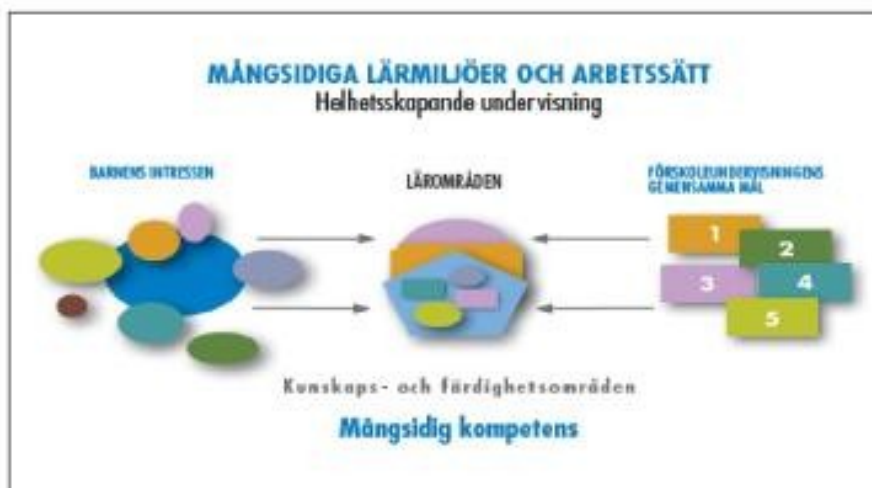 MÅNGSIDIGA LÄRMILJÖER OCH ARBETSSÄTT
Helhetsskapande undervisning
BARNENS INTRESSEN
LÄROMRÅDEN
FÖRSKOLEUNDERVISNINGENS
GEMENSAMMA MÅL
1
2
3
4
5
Kunskaps- och färdighetsområden
Mångsidig kompetens